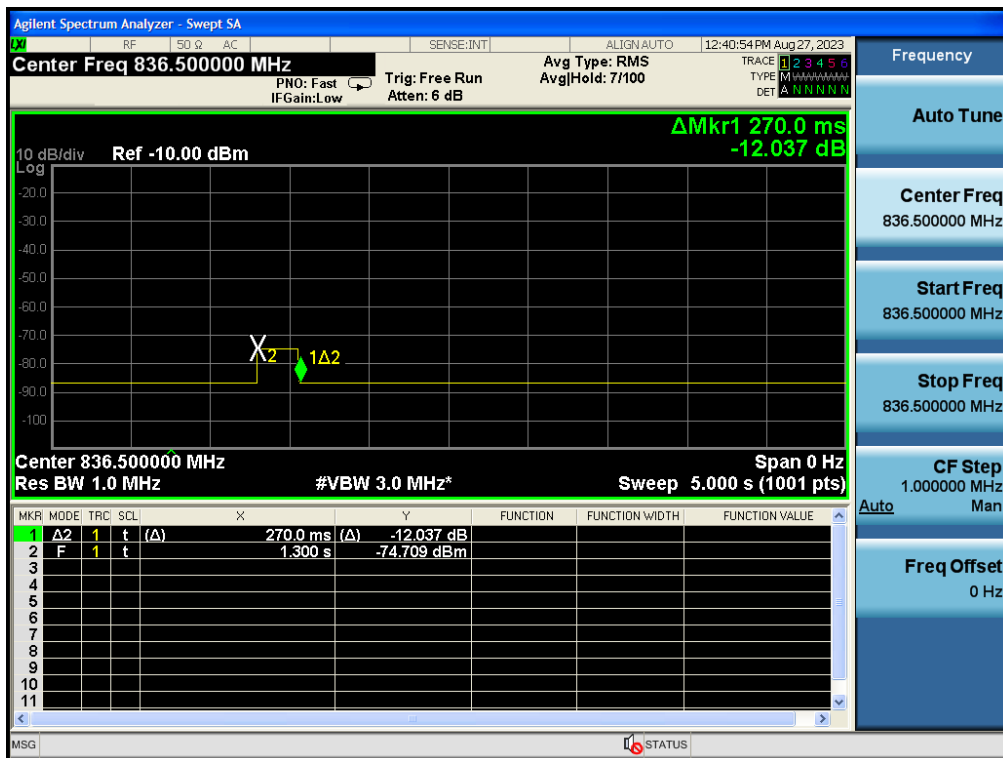 Agilent Spectrum Analyzer - Swept SA
LXI RF 50 Ω AC SENSE:INT ALIGN AUTO 12:40:54 PM Aug 27, 2023
Center Freq 836.500000 MHz
PNO: Fast
IFGain:Low
Trig: Free Run
Atten: 6 dB
Avg Type: RMS
Avg|Hold: 7/100
TRACE 1 2 3 4 5 6
TYPE M
DET A N N N N N
ΔMkr1 270.0 ms
-12.037 dB
10 dB/div Ref -10.00 dBm
Log
-20.0
-30.0
-40.0
-50.0
-60.0
-70.0
-80.0
-90.0
-100
X2
1Δ2
Center 836.500000 MHz Span 0 Hz
Res BW 1.0 MHz #VBW 3.0 MHz* Sweep 5.000 s (1001 pts)
MKR MODE TRC SCL X Y FUNCTION FUNCTION WIDTH FUNCTION VALUE
1 Δ2 1 t (Δ) 270.0 ms (Δ) -12.037 dB
2 F 1 t 1.300 s -74.709 dBm
3
4
5
6
7
8
9
10
11
MSG STATUS
Frequency
Auto Tune
Center Freq
836.500000 MHz
Start Freq
836.500000 MHz
Stop Freq
836.500000 MHz
CF Step
1.000000 MHz
Auto Man
Freq Offset
0 Hz